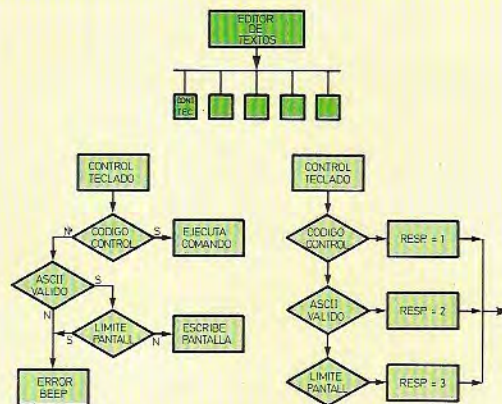 EDITOR
DE
TEXTOS
CONT
TEC
CONTROL
TECLADO
CODIGO
CONTROL
N
S
EJECUTA
COMANDO
ASCII
VALIDO
S
N
LIMITE
PANTALL
S
N
ESCRIBE
PANTALLA
ERROR
BEEP
CONTROL
TECLADO
CODIGO
CONTROL
RESP = 1
ASCII
VALIDO
RESP = 2
LIMITE
PANTALL
RESP = 3